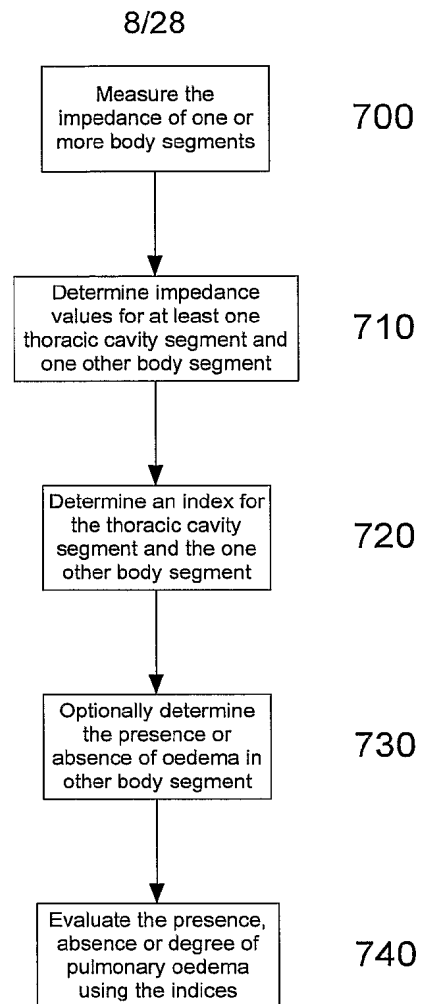 8/28
Measure the
impedance of one or
more body segments
700
Determine impedance
values for at least one
thoracic cavity segment and
one other body segment
710
Determine an index for
the thoracic cavity
segment and the one
other body segment
720
Optionally determine
the presence or
absence of oedema in
other body segment
730
Evaluate the presence,
absence or degree of
pulmonary oedema
using the indices
740